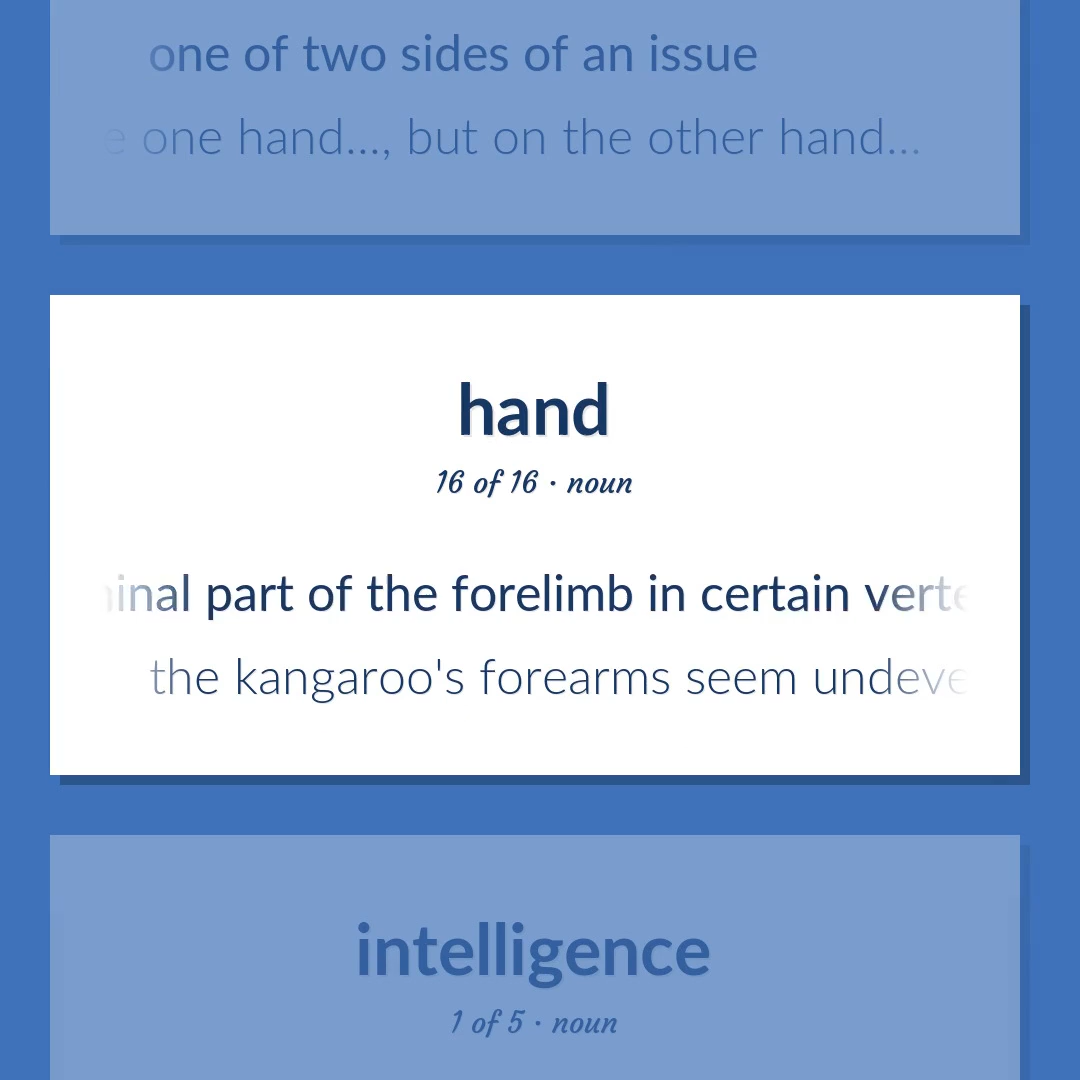 one of two sides of an issue
one hand..., but on the other hand...
hand
16 of 16 · noun
part of the forelimb in certain
the kangaroo's forearms seem
intelligence
1 of 5 · noun